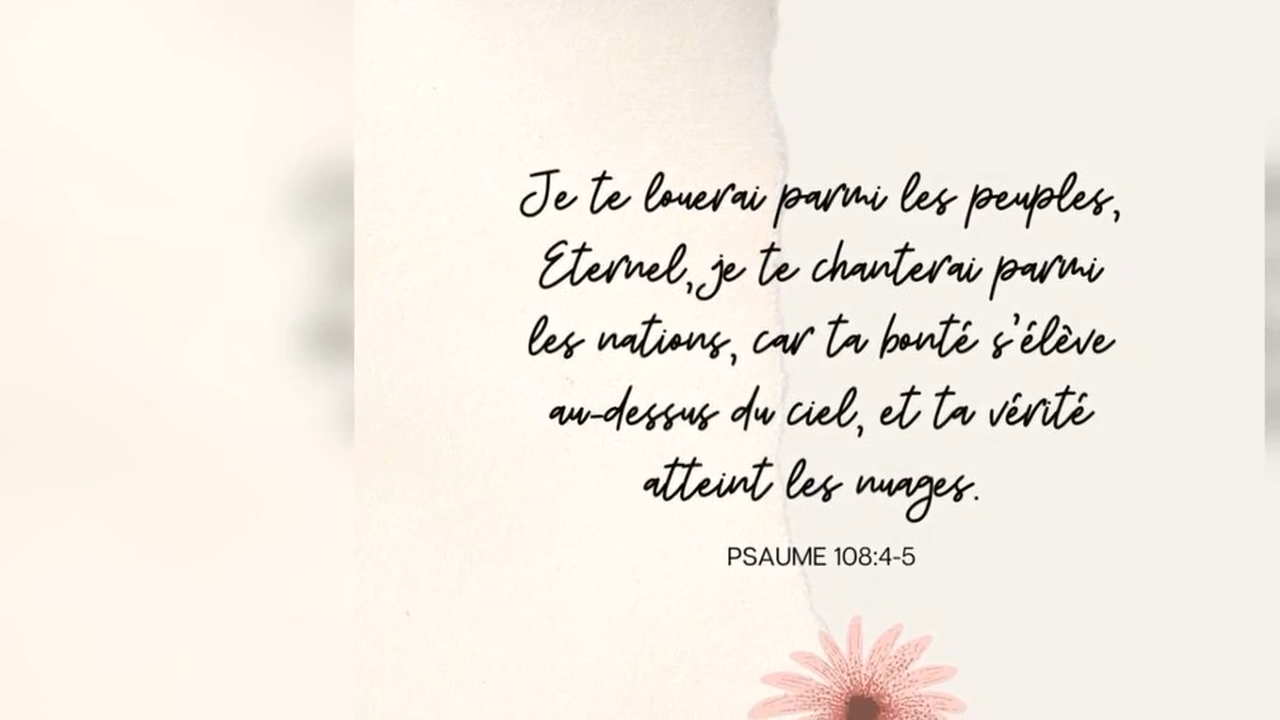 Je te louerai parmi les peuples,
Eternel, je te chanterai parmi
les nations, car ta bonté s'élève
au-dessus du ciel, et ta vérité
atteint les nuages.
PSAUME 108:4-5